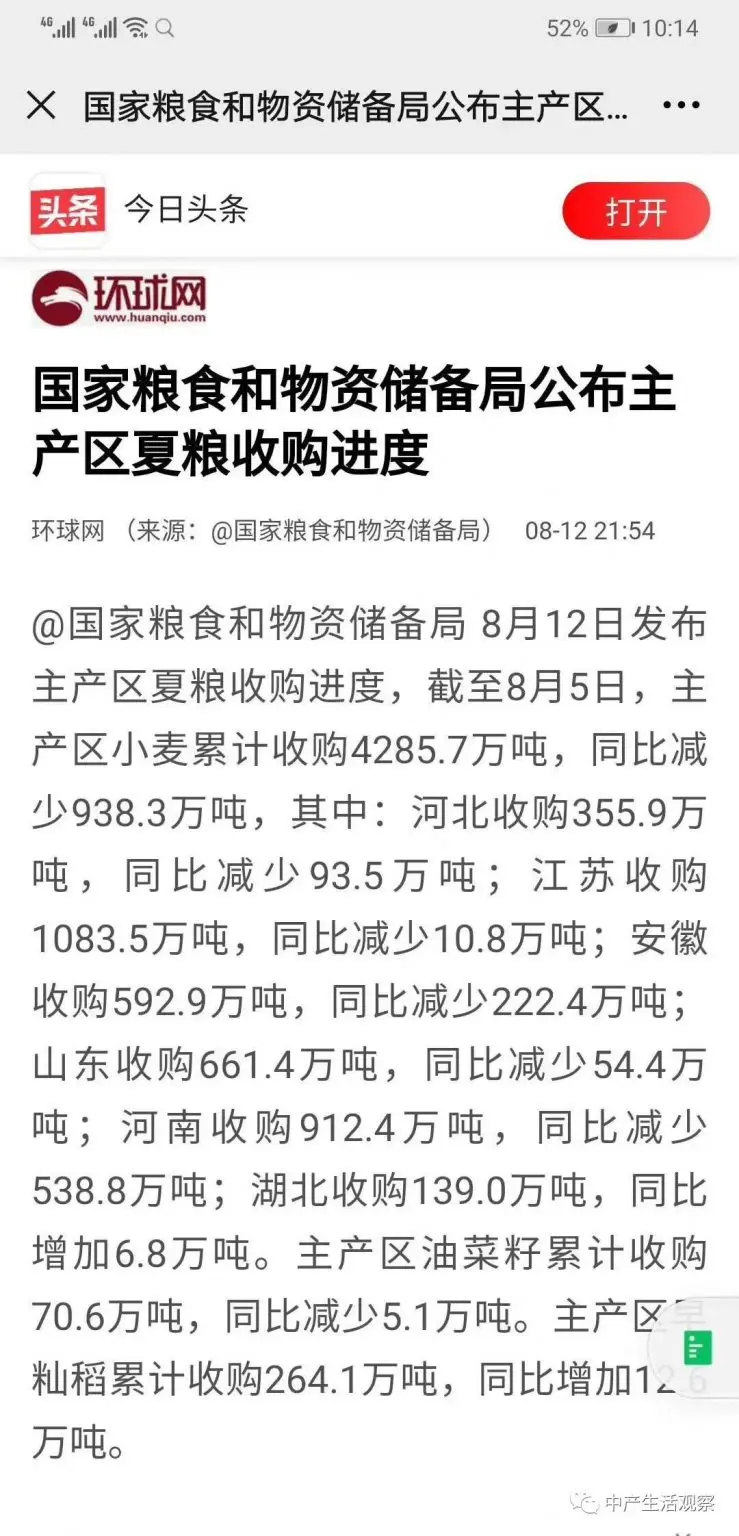 4G 4G 52% 10:14
国家粮食和物资储备局公布主产区...
头条 今日头条 打开
环球网
www.huanqiu.com
国家粮食和物资储备局公布主
产区夏粮收购进度
环球网 （来源：@国家粮食和物资储备局） 08-12 21:54
@国家粮食和物资储备局 8月12日发布
主产区夏粮收购进度，截至8月5日，主
产区小麦累计收购4285.7万吨，同比减
少938.3万吨，其中：河北收购355.9万
吨，同比减少93.5万吨；江苏收购
1083.5万吨，同比减少10.8万吨；安徽
收购592.9万吨，同比减少222.4万吨；
山东收购661.4万吨，同比减少54.4万
吨；河南收购912.4万吨，同比减少
538.8万吨；湖北收购139.0万吨，同比
增加6.8万吨。主产区油菜籽累计收购
70.6万吨，同比减少5.1万吨。主产区早
籼稻累计收购264.1万吨，同比增加12.6
万吨。
中产生活观察